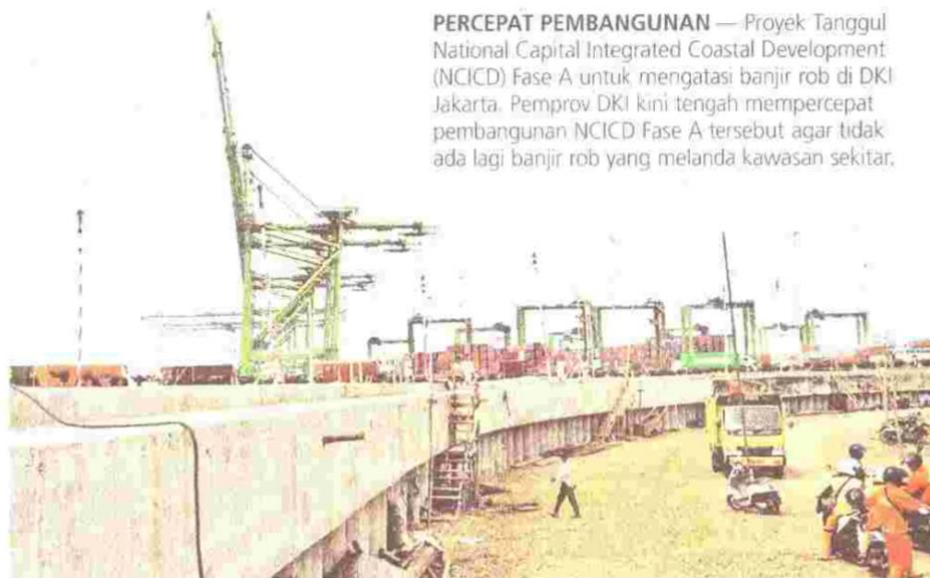 PERCEPAT PEMBANGUNAN — Proyek Tanggul
National Capital Integrated Coastal Development
(NCICD) Fase A untuk mengatasi banjir rob di DKI
Jakarta. Pemprov DKI kini tengah mempercepat
pembangunan NCICD Fase A tersebut agar tidak
ada lagi banjir rob yang melanda kawasan sekitar.